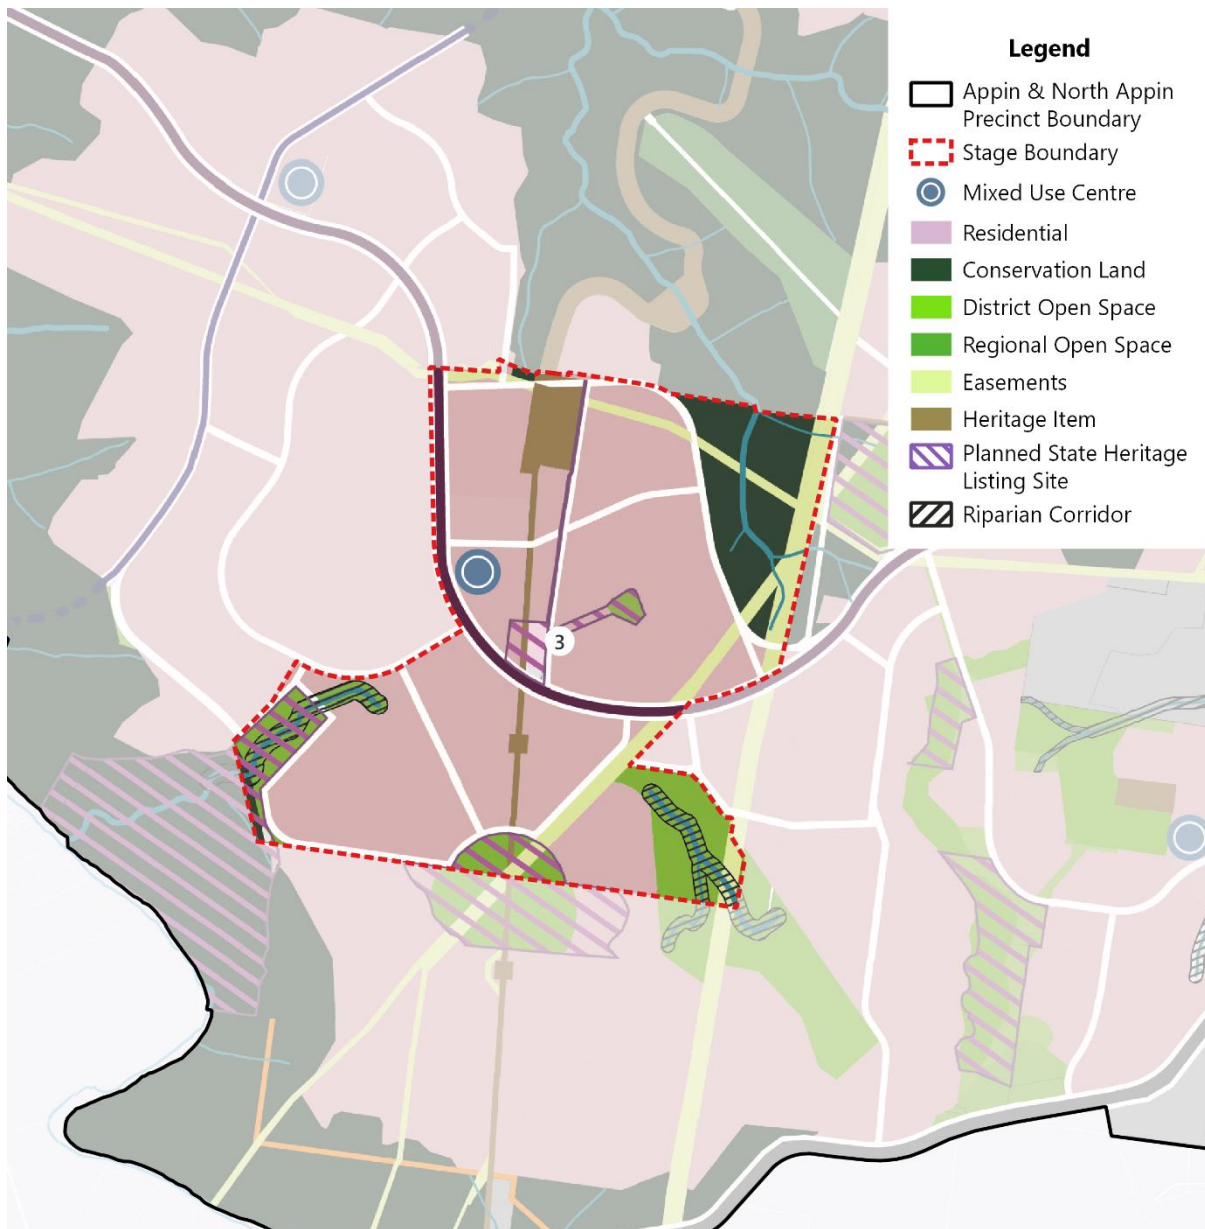 Legend
Appin & North Appin
Precinct Boundary
Stage Boundary
Mixed Use Centre
Residential
Conservation Land
District Open Space
Regional Open Space
Easements
Heritage Item
Planned State Heritage
Listing Site
Riparian Corridor
3